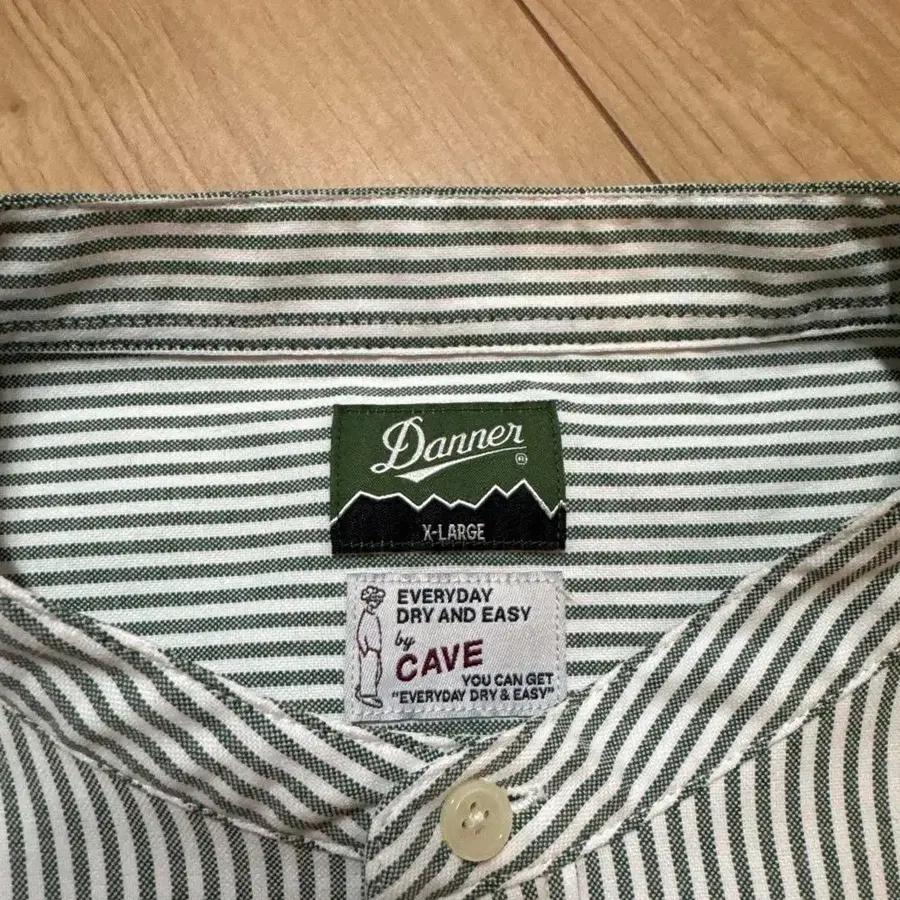 Danner
X-LARGE
EVERYDAY
DRY AND EASY
by
CAVE
YOU CAN GET
"EVERYDAY DRY & EASY"